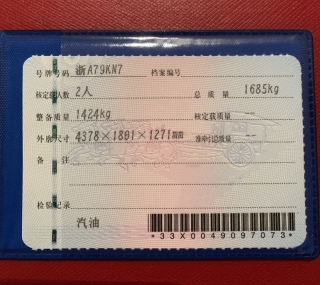 号牌号码 浙A79KN7 档案编号
核定载人数 2人 总质量 1685kg
整备质量 1424kg 核定载质量 --
外廓尺寸 4378×1801×1271mm 准牵引总质量 --
备注
检验记录
汽油
*33X0049097073*